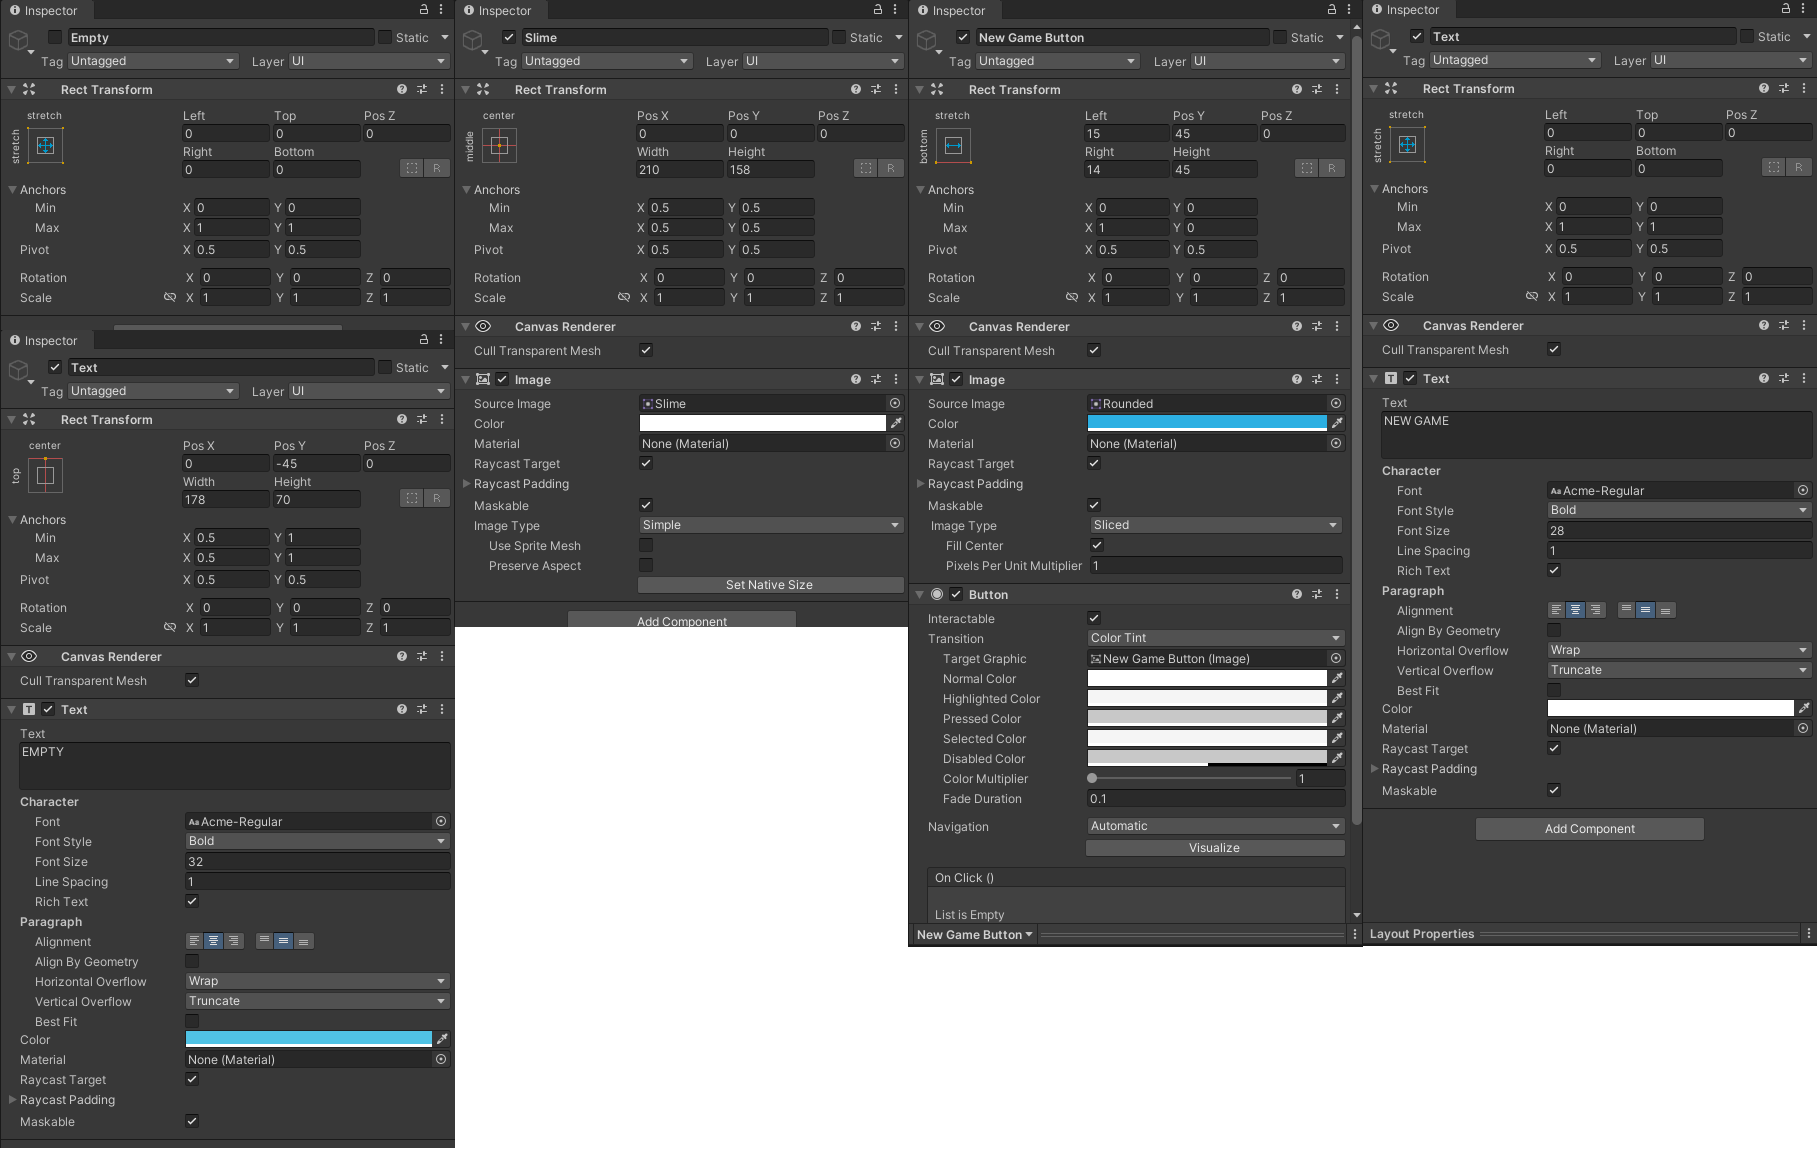 Inspector
Empty
Static
Tag Untagged Layer UI
Rect Transform
stretch
stretch
Left Top Pos Z
0 0 0
Right Bottom
0 0
R
Anchors
Min X 0 Y 0
Max X 1 Y 1
Pivot X 0.5 Y 0.5
Rotation X 0 Y 0 Z 0
Scale X 1 Y 1 Z 1
Inspector
Text
Static
Tag Untagged Layer UI
Rect Transform
center
top
Pos X Pos Y Pos Z
0 -45 0
Width Height
178 70
R
Anchors
Min X 0.5 Y 1
Max X 0.5 Y 1
Pivot X 0.5 Y 0.5
Rotation X 0 Y 0 Z 0
Scale X 1 Y 1 Z 1
Canvas Renderer
Cull Transparent Mesh
Text
Text
EMPTY
Character
Font Aa Acme-Regular
Font Style Bold
Font Size 32
Line Spacing 1
Rich Text
Paragraph
Alignment
Align By Geometry
Horizontal Overflow Wrap
Vertical Overflow Truncate
Best Fit
Color
Material None (Material)
Raycast Target
Raycast Padding
Maskable
Inspector
Slime
Static
Tag Untagged Layer UI
Rect Transform
center
middle
Pos X Pos Y Pos Z
0 0 0
Width Height
210 158
R
Anchors
Min X 0.5 Y 0.5
Max X 0.5 Y 0.5
Pivot X 0.5 Y 0.5
Rotation X 0 Y 0 Z 0
Scale X 1 Y 1 Z 1
Canvas Renderer
Cull Transparent Mesh
Image
Source Image Slime
Color
Material None (Material)
Raycast Target
Raycast Padding
Maskable
Image Type Simple
Use Sprite Mesh
Preserve Aspect
Set Native Size
Add Component
Inspector
New Game Button
Static
Tag Untagged Layer UI
Rect Transform
stretch
bottom
Left Pos Y Pos Z
15 45 0
Right Height
14 45
R
Anchors
Min X 0 Y 0
Max X 1 Y 0
Pivot X 0.5 Y 0.5
Rotation X 0 Y 0 Z 0
Scale X 1 Y 1 Z 1
Canvas Renderer
Cull Transparent Mesh
Image
Source Image Rounded
Color
Material None (Material)
Raycast Target
Raycast Padding
Maskable
Image Type Sliced
Fill Center
Pixels Per Unit Multiplier 1
Button
Interactable
Transition Color Tint
Target Graphic New Game Button (Image)
Normal Color
Highlighted Color
Pressed Color
Selected Color
Disabled Color
Color Multiplier 1
Fade Duration 0.1
Navigation Automatic
Visualize
On Click ()
List is Empty
New Game Button
Inspector
Text
Static
Tag Untagged Layer UI
Rect Transform
stretch
stretch
Left Top Pos Z
0 0 0
Right Bottom
0 0
R
Anchors
Min X 0 Y 0
Max X 1 Y 1
Pivot X 0.5 Y 0.5
Rotation X 0 Y 0 Z 0
Scale X 1 Y 1 Z 1
Canvas Renderer
Cull Transparent Mesh
Text
Text
NEW GAME
Character
Font Aa Acme-Regular
Font Style Bold
Font Size 28
Line Spacing 1
Rich Text
Paragraph
Alignment
Align By Geometry
Horizontal Overflow Wrap
Vertical Overflow Truncate
Best Fit
Color
Material None (Material)
Raycast Target
Raycast Padding
Maskable
Add Component
Layout Properties